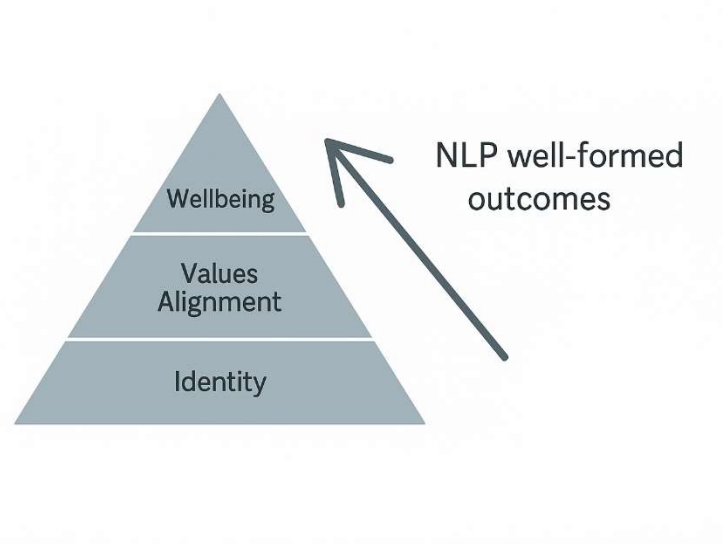 Wellbeing
Values
Alignment
Identity
NLP well-formed
outcomes